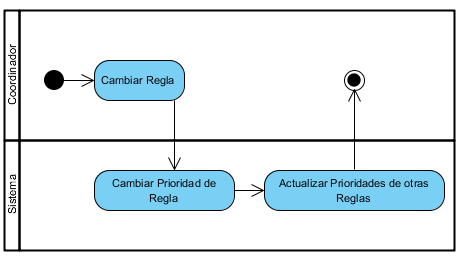 Coordinador
Cambiar Regla
Sistema
Cambiar Prioridad de
Regla
Actualizar Prioridades de otras
Reglas